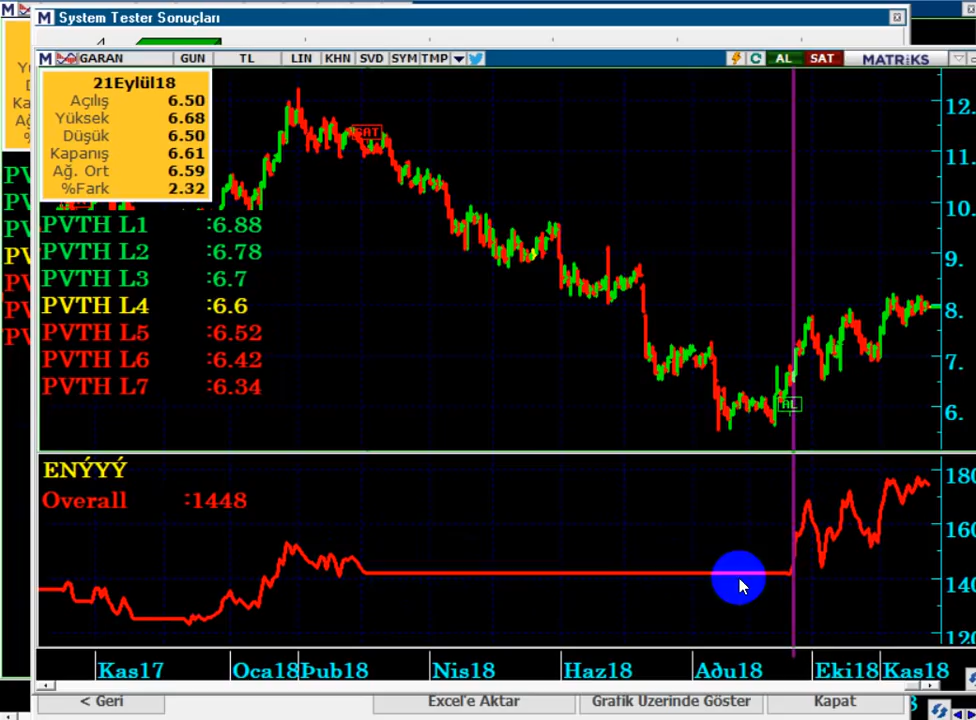 System Tester Sonuçları
GARAN GUN TL LIN KHN SVD SYM TMP AL SAT MATRiKS
21Eylül18
Açılış 6.50
Yüksek 6.68
Düşük 6.50
Kapanış 6.61
Ağ. Ort 6.59
%Fark 2.32
SAT
PVTH L1 :6.88
PVTH L2 :6.78
PVTH L3 :6.7
PVTH L4 :6.6
PVTH L5 :6.52
PVTH L6 :6.42
PVTH L7 :6.34
AL
12.
11.
10.
9.
8.
7.
6.
ENÝYÝ
Overall :1448
180
160
140
120
Kas17 Oca18 Þub18 Nis18 Haz18 Aðu18 Eki18 Kas18
< Geri Excel'e Aktar Grafik Üzerinde Göster Kapat